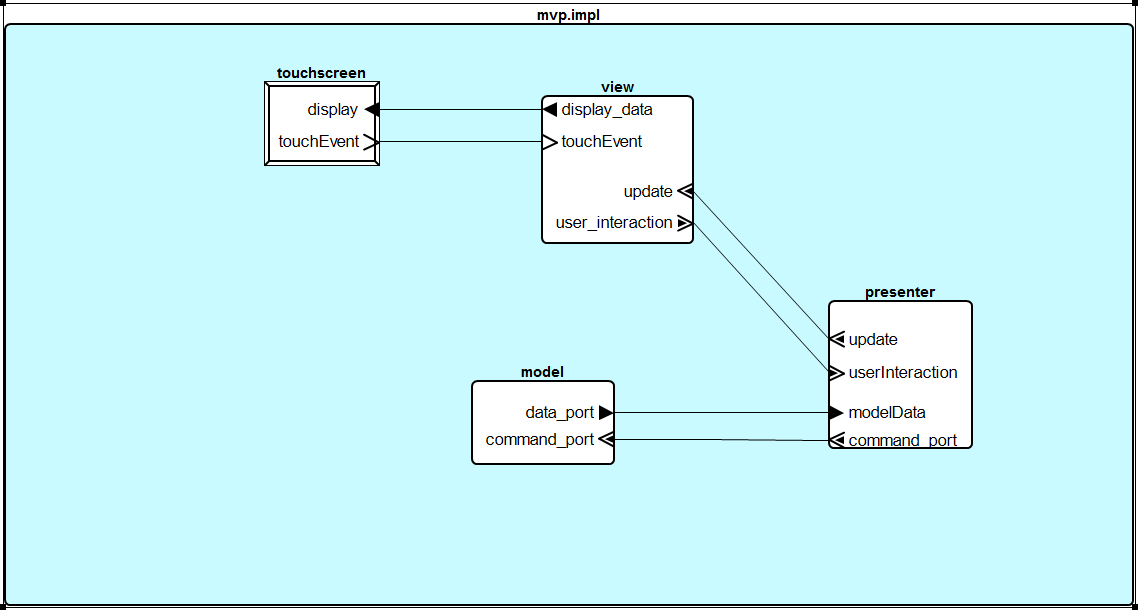 mvp.impl
touchscreen
display
touchEvent
view
display_data
touchEvent
update
user_interaction
presenter
update
userInteraction
modelData
command_port
model
data_port
command_port